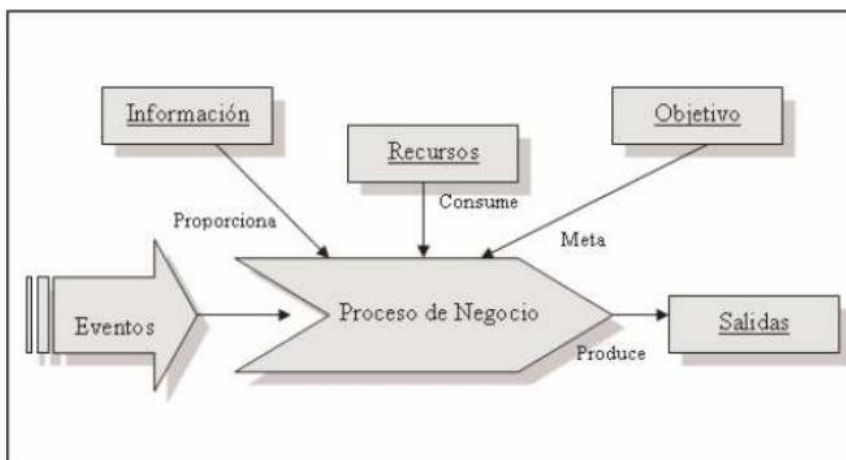 Información
Recursos
Objetivo
Proporciona
Consume
Meta
Eventos
Proceso de Negocio
Produce
Salidas